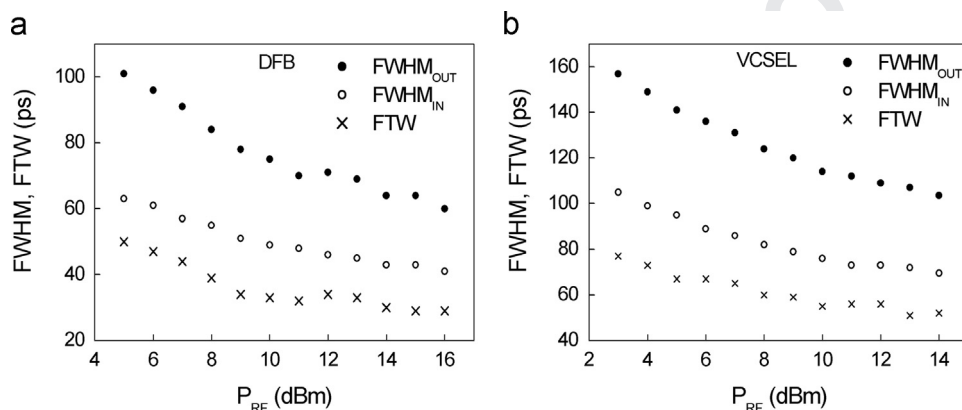 a
DFB
FWHM_OUT
FWHM_IN
FTW
FWHM, FTW (ps)
100
80
60
40
20
4 6 8 10 12 14 16
P_RF (dBm)
b
VCSEL
FWHM_OUT
FWHM_IN
FTW
FWHM, FTW (ps)
160
140
120
100
80
60
40
2 4 6 8 10 12 14
P_RF (dBm)